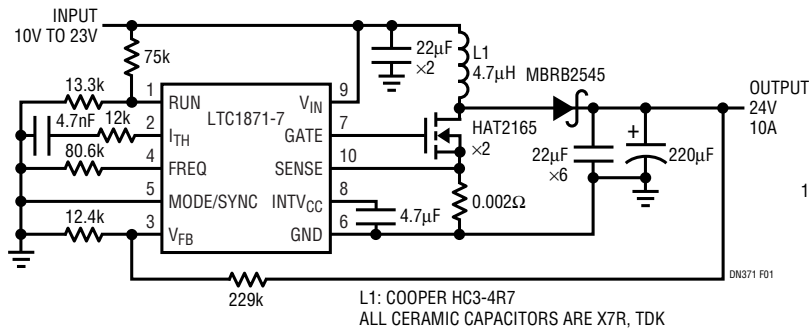 INPUT
10V TO 23V
75k
22µF
×2
L1
4.7µH
MBRB2545
OUTPUT
24V
10A
13.3k
1
RUN
LTC1871-7
V_IN
9
4.7nF
12k
2
I_TH
GATE
7
HAT2165
×2
80.6k
4
FREQ
SENSE
10
22µF
×6
+
220µF
1
5
MODE/SYNC
INTV_CC
8
0.002Ω
12.4k
3
V_FB
GND
6
4.7µF
229k
DN371 F01
L1: COOPER HC3-4R7
ALL CERAMIC CAPACITORS ARE X7R, TDK